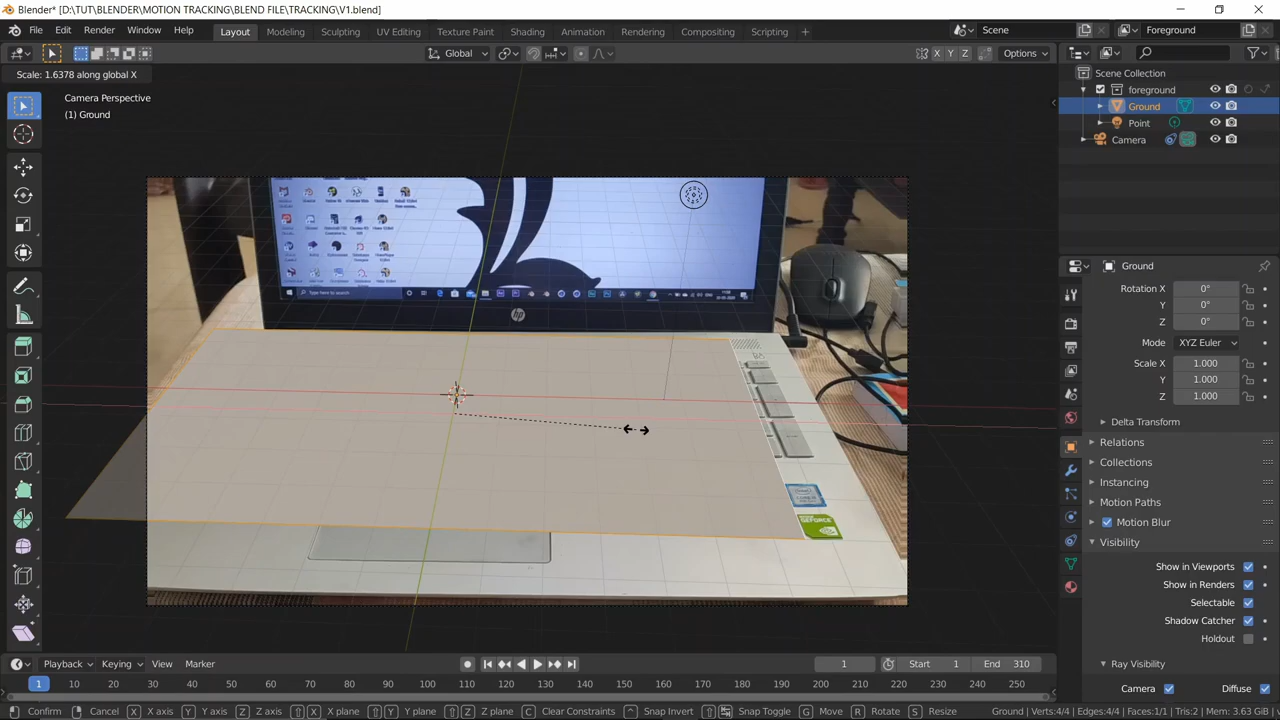 Blender* [D:\TUT\BLENDER\MOTION TRACKING\BLEND FILE\TRACKING\V1.blend]
File Edit Render Window Help Layout Modeling Sculpting UV Editing Texture Paint Shading Animation Rendering Compositing Scripting Scene Foreground
Global X Y Z Options
Scale: 1.6378 along global X
Scene Collection
Camera Perspective
(1) Ground
foreground
Ground
Point
Camera
hp
Ground
Rotation X 0°
Y 0°
Z 0°
Mode XYZ Euler
Scale X 1.000
Y 1.000
Z 1.000
Delta Transform
Relations
Collections
Instancing
Motion Paths
Motion Blur
Visibility
Show in Viewports
Show in Renders
Selectable
Shadow Catcher
Holdout
Ray Visibility
Camera Diffuse
GEFORCE
Playback Keying View Marker 1 Start 1 End 310
1 10 20 30 40 50 60 70 80 90 100 110 120 130 140 150 160 170 180 190 200 210 220 230 240 250
Confirm Cancel X X axis Y Y axis Z Z axis X X plane Y Y plane Z Z plane C Clear Constraints Snap Invert Snap Toggle G Move R Rotate S Resize Ground | Verts:4/4 | Edges:4/4 | Faces:1/1 | Tris:2 | Mem: 3.63 GiB